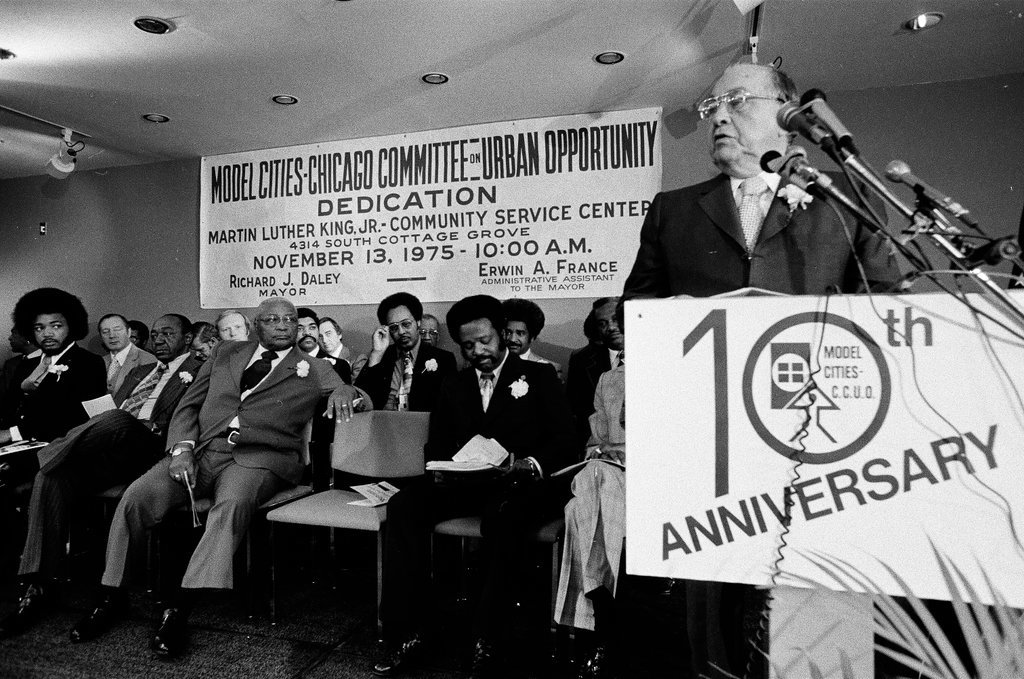 MODEL CITIES-CHICAGO COMMITTEE ON URBAN OPPORTUNITY
DEDICATION
MARTIN LUTHER KING, JR.- COMMUNITY SERVICE CENTER
4314 SOUTH COTTAGE GROVE
NOVEMBER 13, 1975 - 10:00 A.M.
RICHARD J. DALEY
MAYOR
ERWIN A. FRANCE
ADMINISTRATIVE ASSISTANT
TO THE MAYOR
10th
MODEL
CITIES-
C.C.U.O.
ANNIVERSARY